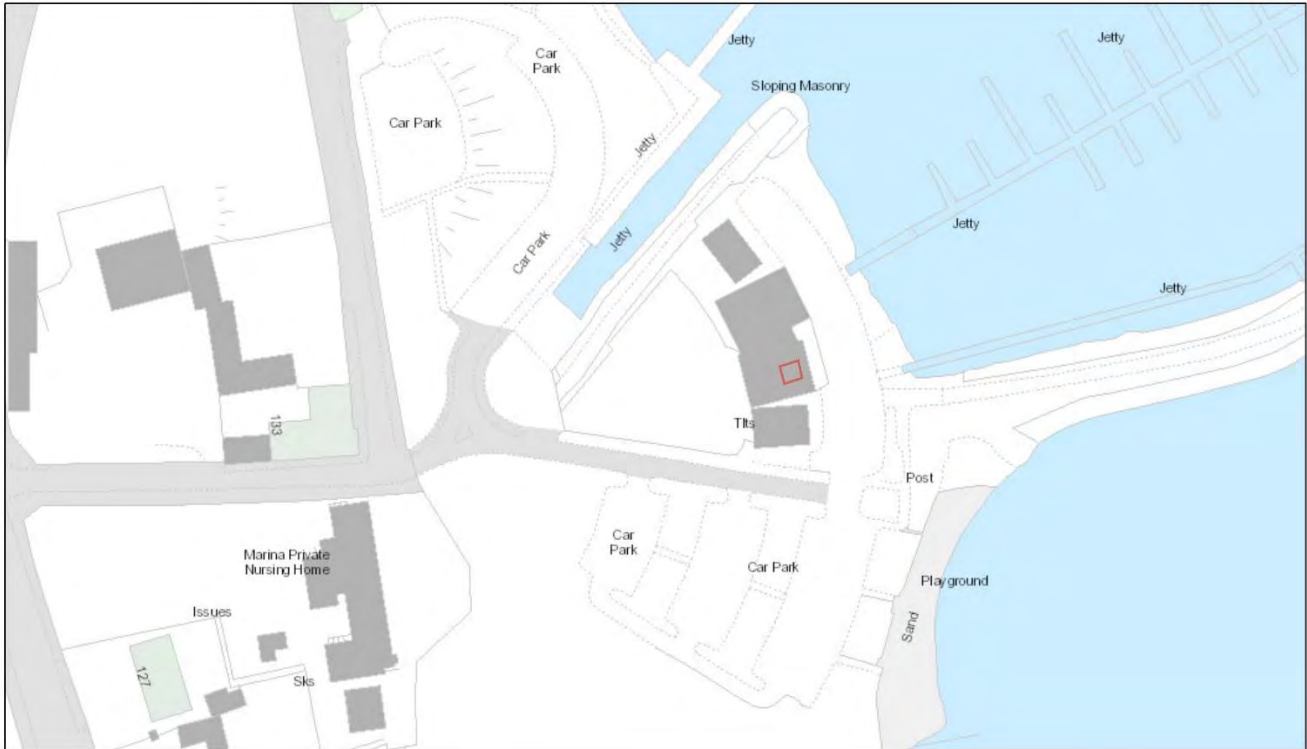 Jetty
Jetty
Car
Park
Sloping Masonry
Car Park
Jetty
Jetty
Jetty
Car Park
Jetty
133
Tlts
Post
Car
Park
Marina Private
Nursing Home
Car Park
Playground
Issues
Sand
127
Sks